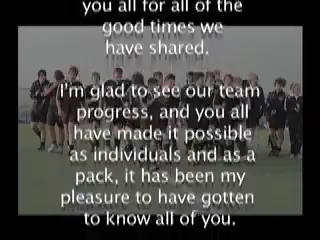 you all for all of the
good times we
have shared.
I'm glad to see our team
progress, and you all
have made it possible
as individuals and as a
pack, it has been my
pleasure to have gotten
to know all of you.